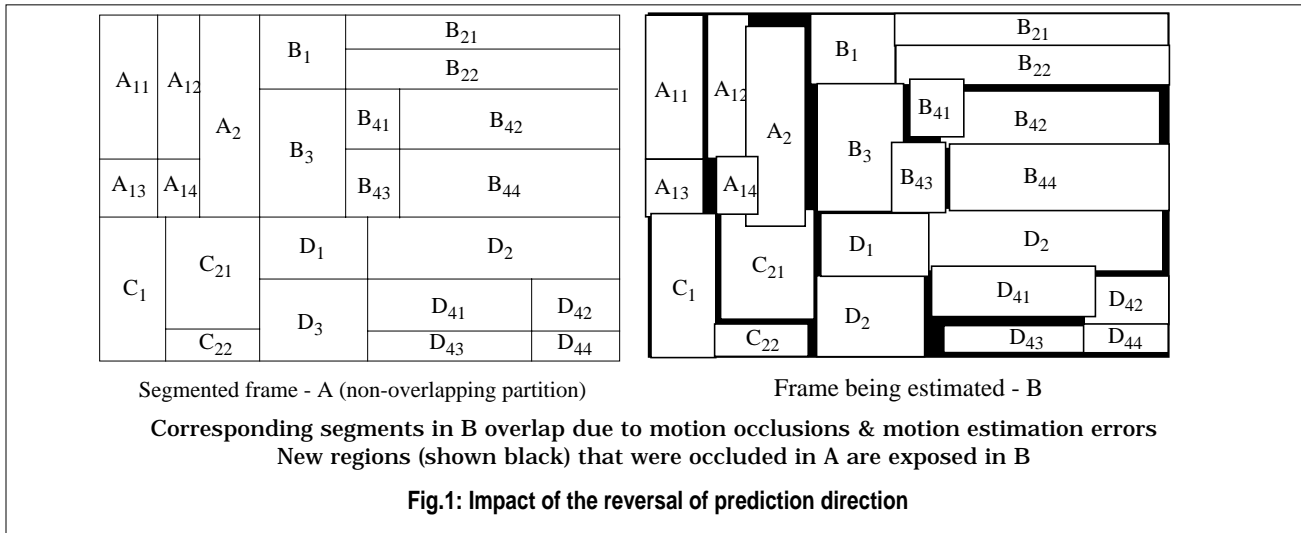 A11 A12 A2 B1 B21
B22
B41 B42
B3
A13 A14 B43 B44
C1 C21 D1 D2
D3 D41 D42
C22 D43 D44
Segmented frame - A (non-overlapping partition)
A11 A12 A2 B1 B21
B22
B41 B42
B3
A13 A14 B43 B44
C1 C21 D1 D2
D41 D42
D2
C22 D43 D44
Frame being estimated - B
Corresponding segments in B overlap due to motion occlusions & motion estimation errors
New regions (shown black) that were occluded in A are exposed in B
Fig.1: Impact of the reversal of prediction direction